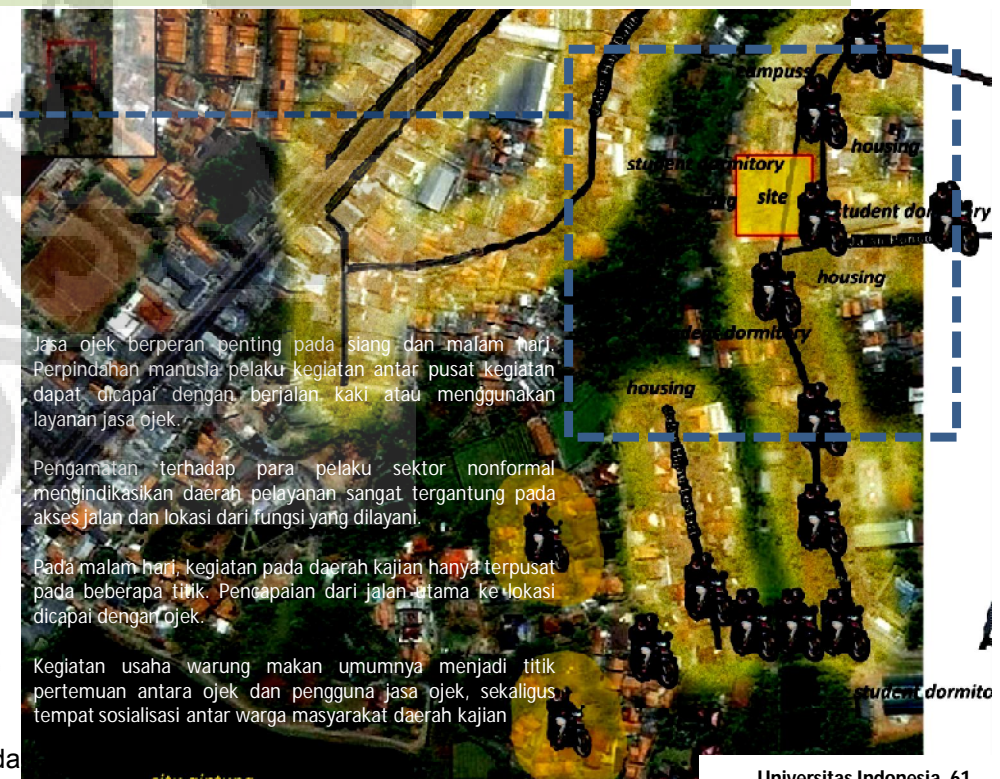 campuss
housing
student dormitory
site
student dormitory
housing
dormitory
housing
Jasa ojek berperan penting pada siang dan malam hari.
Perpindahan manusia pelaku kegiatan antar pusat kegiatan
dapat dicapai dengan berjalan kaki atau menggunakan
layanan jasa ojek.
Pengamatan terhadap para pelaku sektor nonformal
mengindikasikan daerah pelayanan sangat tergantung pada
akses jalan dan lokasi dari fungsi yang dilayani.
Pada malam hari, kegiatan pada daerah kajian hanya terpusat
pada beberapa titik. Pencapaian dari jalan utama ke lokasi
dicapai dengan ojek.
Kegiatan usaha warung makan umumnya menjadi titik
pertemuan antara ojek dan pengguna jasa ojek, sekaligus
tempat sosialisasi antar warga masyarakat daerah kajian
student dormito
da
situ gintung
Universitas Indonesia 61